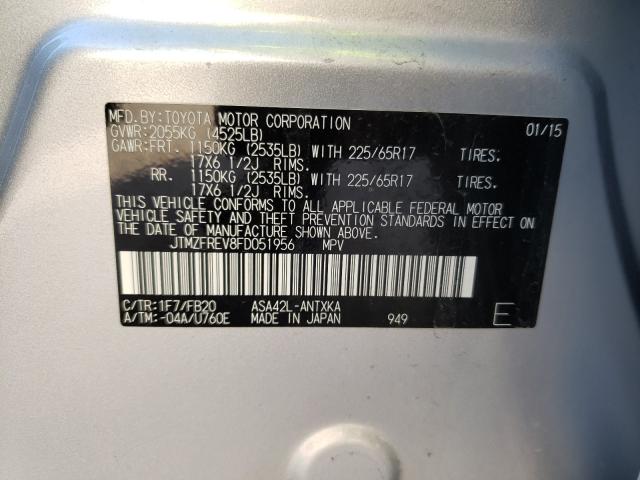 MFD.BY:TOYOTA MOTOR CORPORATION 01/15
GVWR:2055KG (4525LB)
GAWR:FRT. 1150KG (2535LB) WITH 225/65R17 TIRES.
17X6 1/2J RIMS.
RR. 1150KG (2535LB) WITH 225/65R17 TIRES.
17X6 1/2J RIMS.
THIS VEHICLE CONFORMS TO ALL APPLICABLE FEDERAL MOTOR
VEHICLE SAFETY AND THEFT PREVENTION STANDARDS IN EFFECT ON
THE DATE OF MANUFACTURE SHOWN ABOVE.
JTMZFREV8FD051956 MPV
C/TR:1F7/FB20 ASA42L-ANTXKA
A/TM:-04A/U760E MADE IN JAPAN 949 E